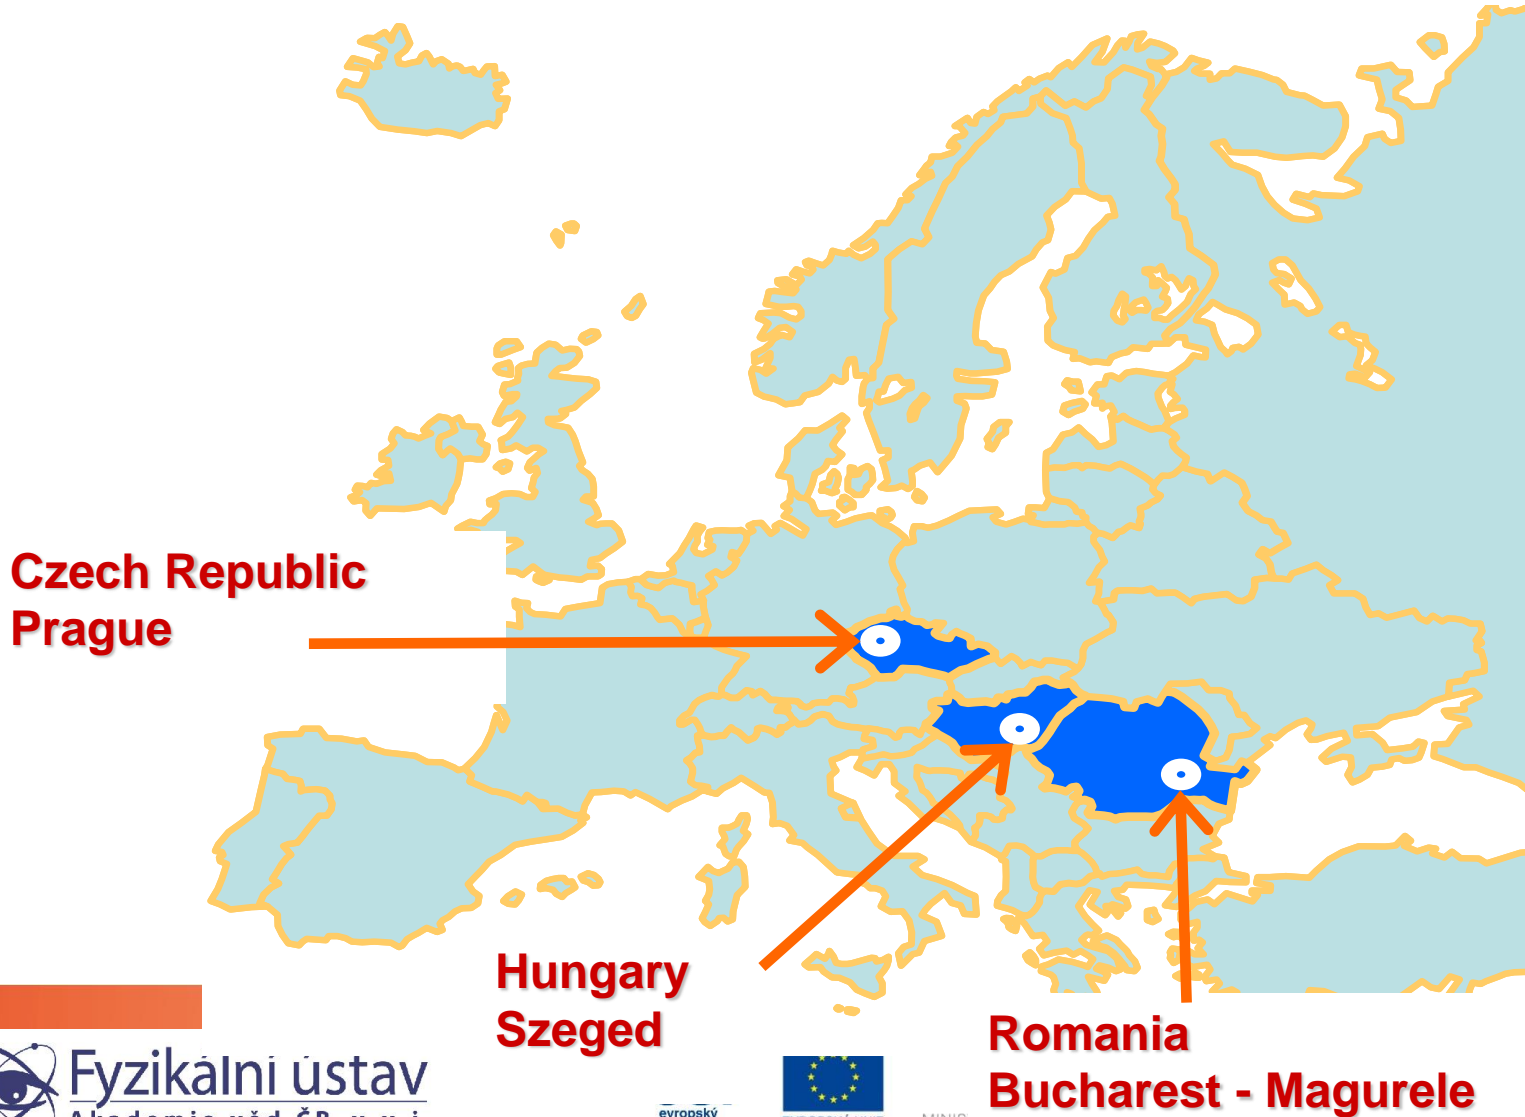 Czech Republic
Prague
Hungary
Szeged
Romania
Bucharest - Magurele
Fyzikální ústav
evropský